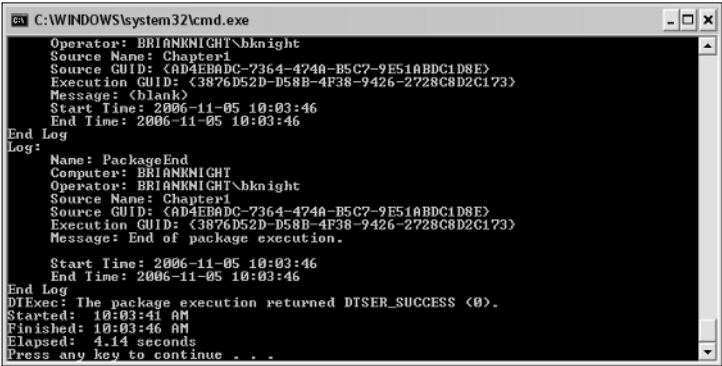 C:\WINDOWS\system32\cmd.exe
Operator: BRIANKNIGHT\bknight
Source Name: Chapter1
Source GUID: {AD4EBADC-7364-474A-B5C7-9E51ABDC1D8E}
Execution GUID: {3876D52D-D58B-4F38-9426-2728C8D2C173}
Message: (blank)
Start Time: 2006-11-05 10:03:46
End Time: 2006-11-05 10:03:46
End Log
Log:
Name: PackageEnd
Computer: BRIANKNIGHT
Operator: BRIANKNIGHT\bknight
Source Name: Chapter1
Source GUID: {AD4EBADC-7364-474A-B5C7-9E51ABDC1D8E}
Execution GUID: {3876D52D-D58B-4F38-9426-2728C8D2C173}
Message: End of package execution.
Start Time: 2006-11-05 10:03:46
End Time: 2006-11-05 10:03:46
End Log
DTExec: The package execution returned DTSER_SUCCESS (0).
Started: 10:03:41 AM
Finished: 10:03:46 AM
Elapsed: 4.14 seconds
Press any key to continue . . .